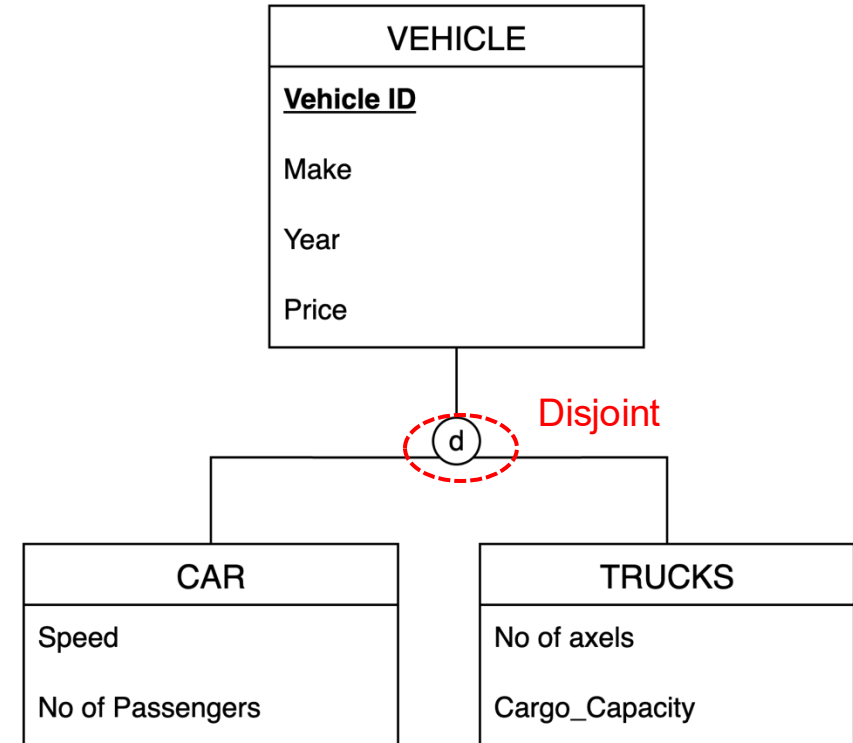 VEHICLE
Vehicle ID
Make
Year
Price
Disjoint
d
CAR
Speed
No of Passengers
TRUCKS
No of axels
Cargo_Capacity